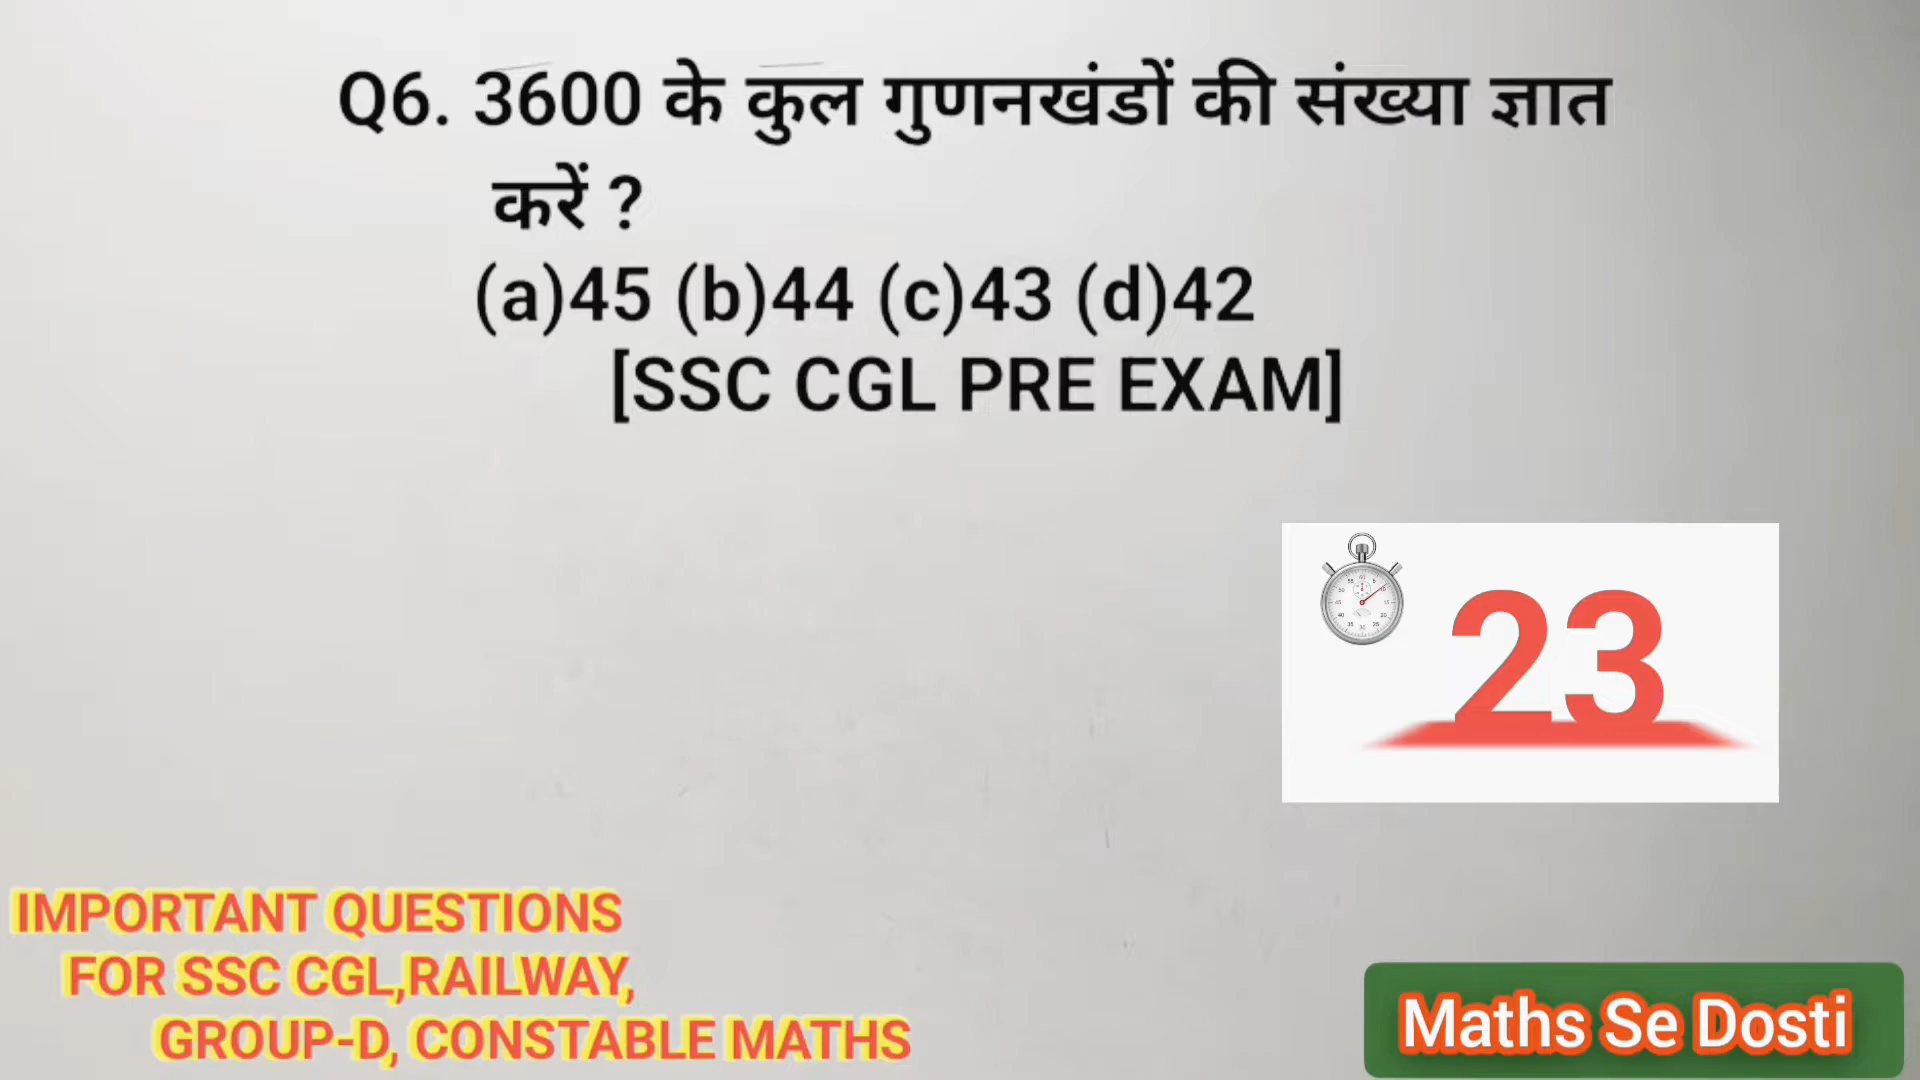 Q6. 3600 के कुल गुणनखंडों की संख्या ज्ञात
करें ?
(a)45 (b)44 (c)43 (d)42
[SSC CGL PRE EXAM]
23
IMPORTANT QUESTIONS
FOR SSC CGL,RAILWAY,
GROUP-D, CONSTABLE MATHS
Maths Se Dosti